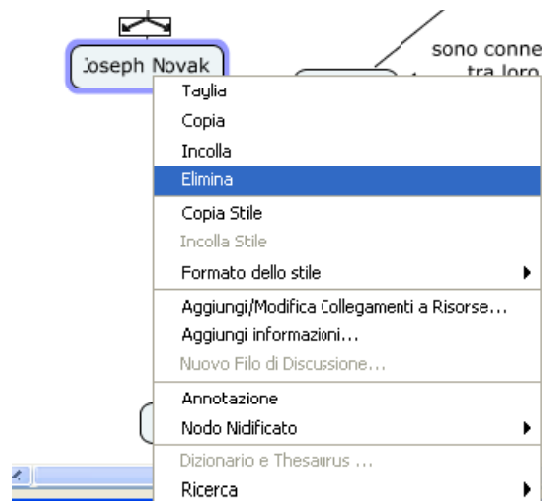 sono conne
Joseph Novak
tra loro
Taglia
Copia
Incolla
Elimina
Copia Stile
Incolla Stile
Formato dello stile
Aggiungi/Modifica Collegamenti a Risorse...
Aggiungi informazioni...
Nuovo Filo di Discussione...
Annotazione
Nodo Nidificato
Dizionario e Thesaurus ...
Ricerca